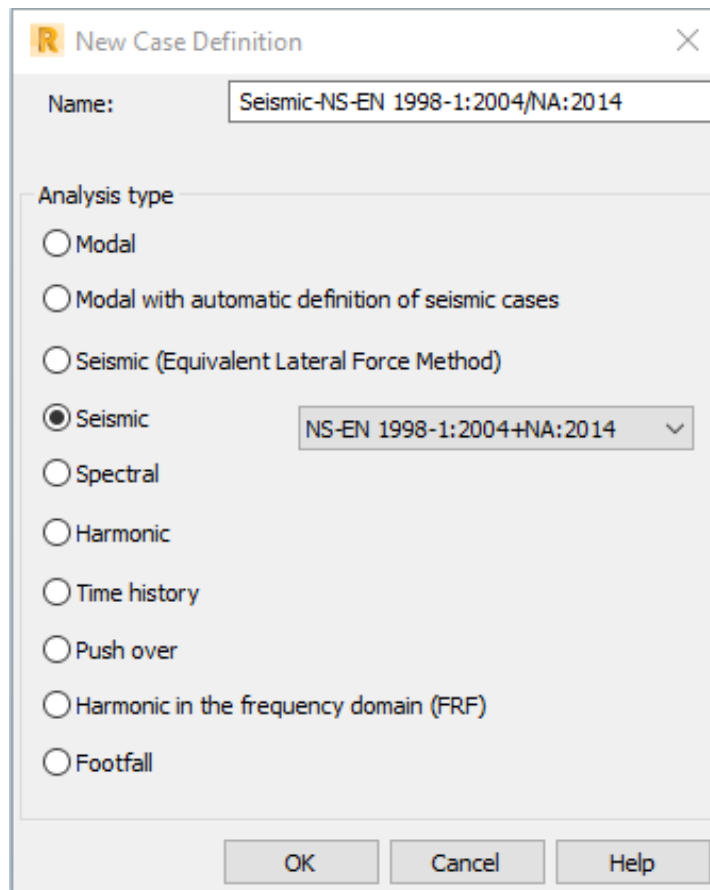 R New Case Definition
Name: Seismic-NS-EN 1998-1:2004/NA:2014
Analysis type
Modal
Modal with automatic definition of seismic cases
Seismic (Equivalent Lateral Force Method)
Seismic NS-EN 1998-1:2004+NA:2014
Spectral
Harmonic
Time history
Push over
Harmonic in the frequency domain (FRF)
Footfall
OK Cancel Help